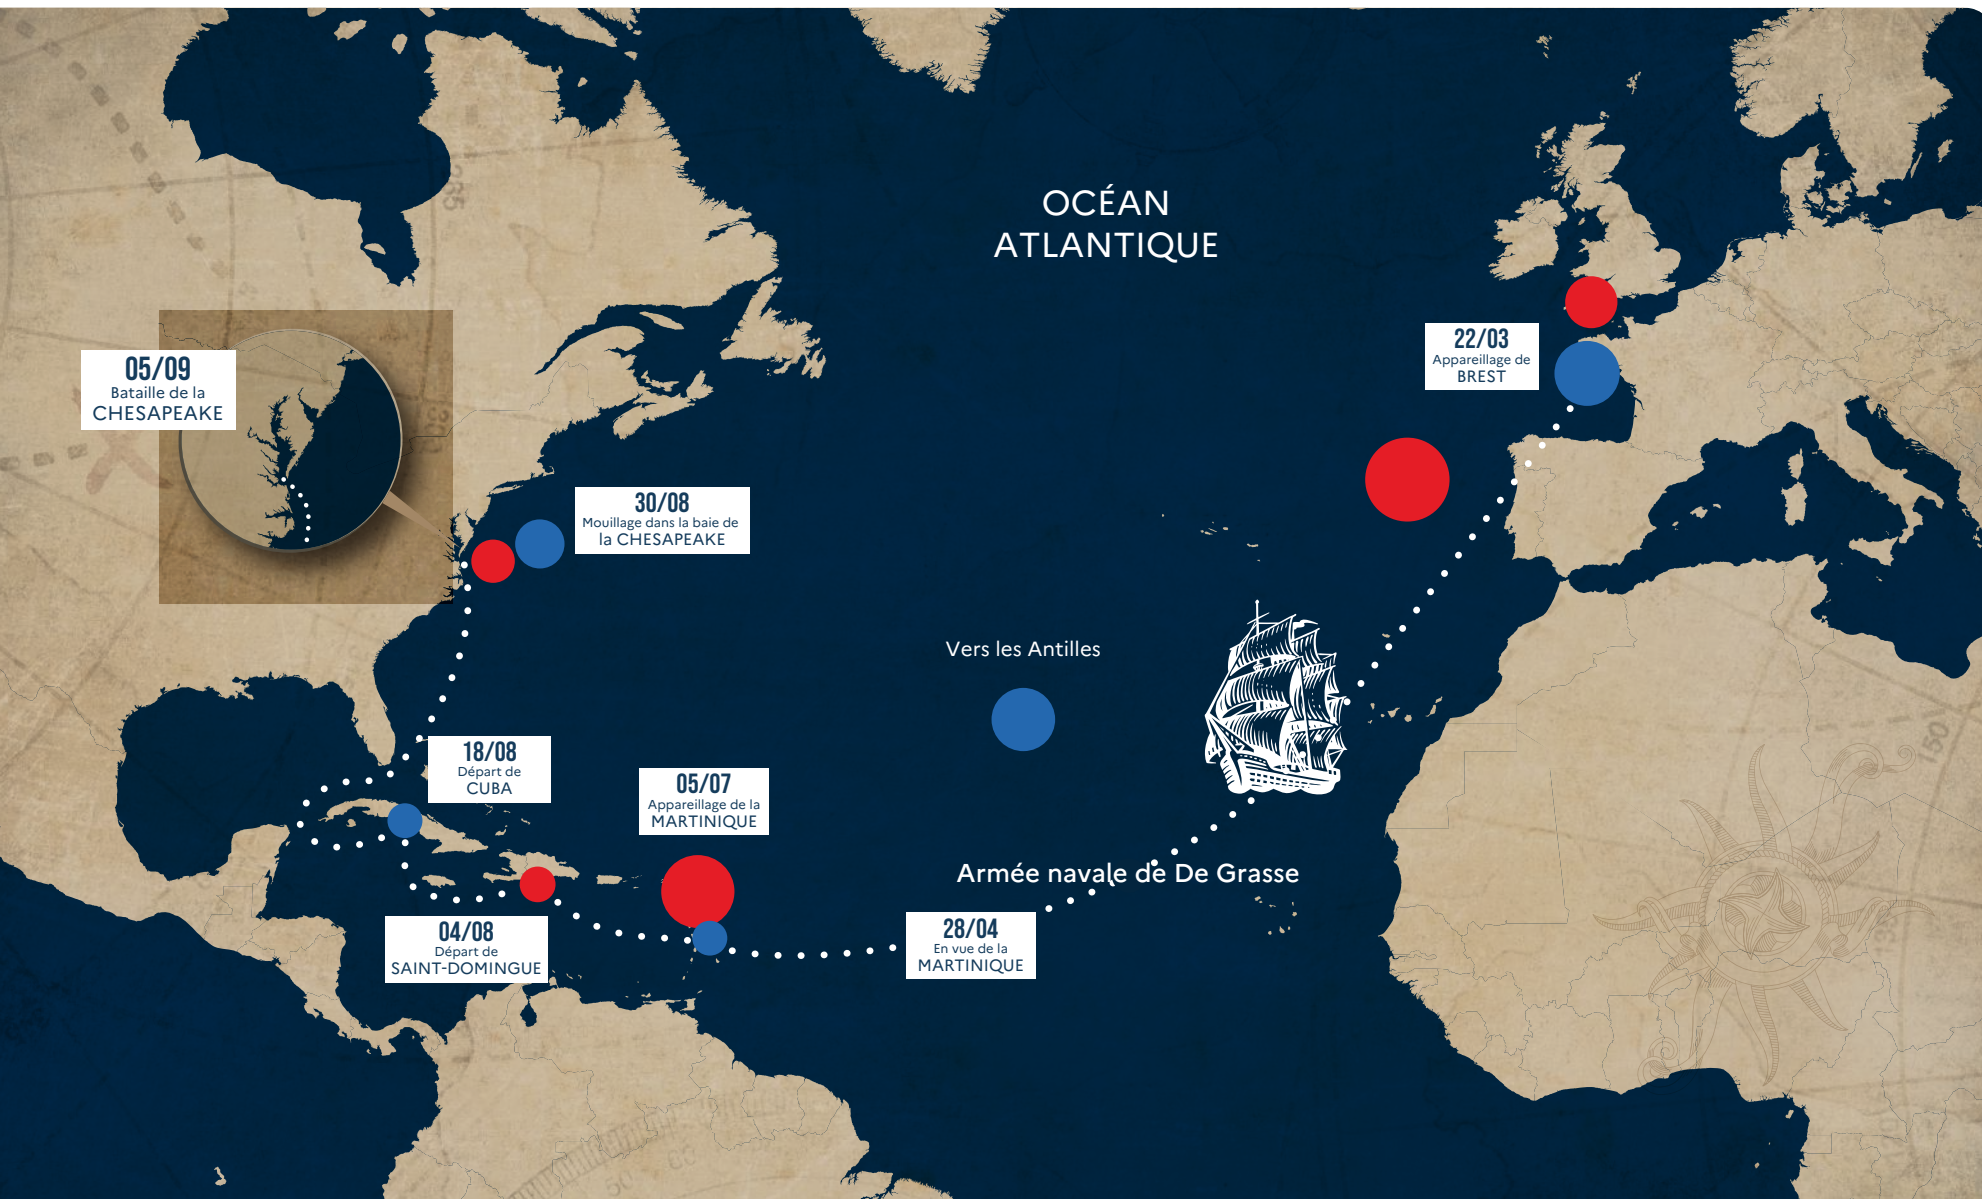 OCÉAN
ATLANTIQUE
22/03
Appareillage de
BREST
05/09
Bataille de la
CHESAPEAKE
30/08
Mouillage dans la baie de
la CHESAPEAKE
Vers les Antilles
18/08
Départ de
CUBA
05/07
Appareillage de la
MARTINIQUE
Armée navale de De Grasse
04/08
Départ de
SAINT-DOMINGUE
28/04
En vue de la
MARTINIQUE
150